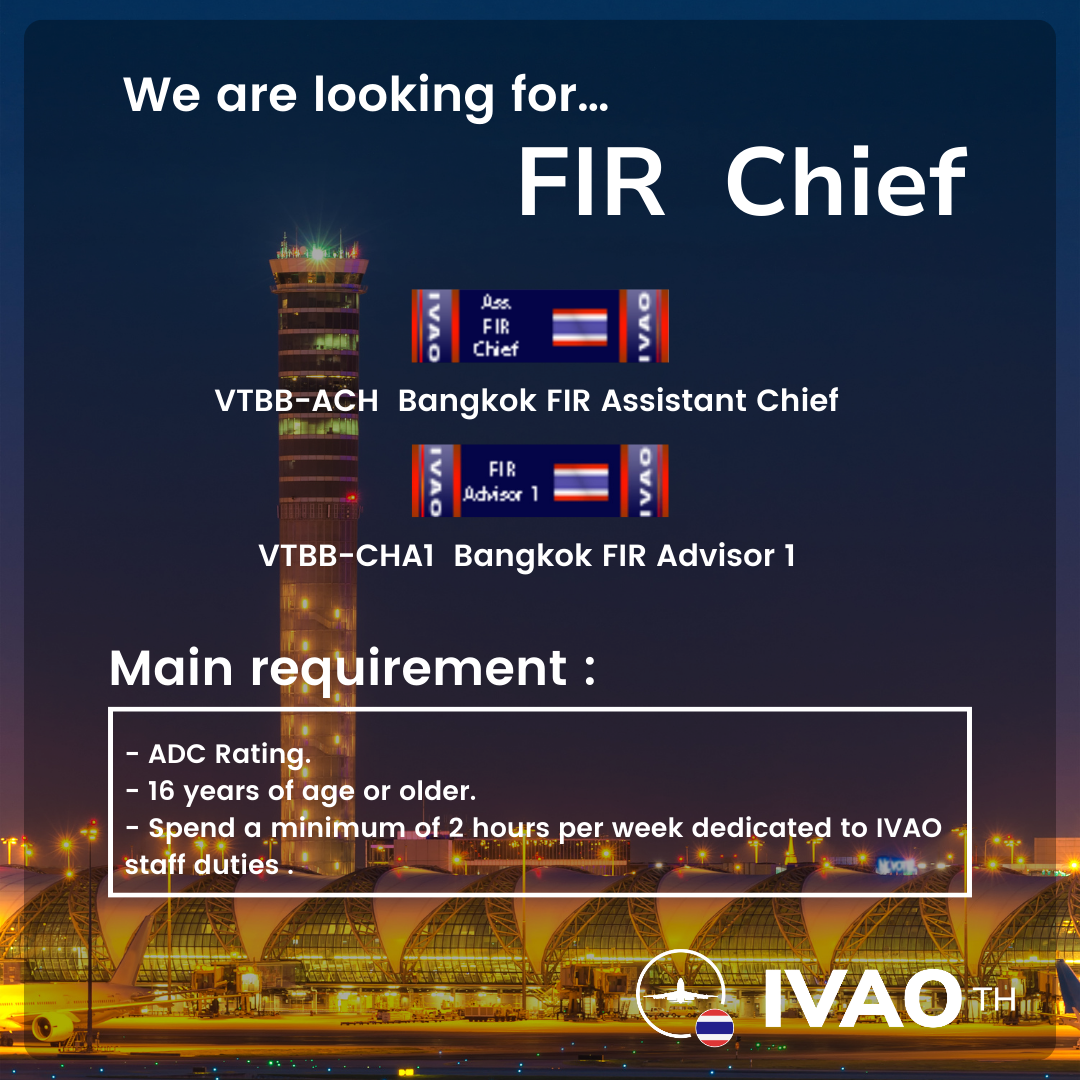 We are looking for...
FIR Chief
IVAO Ass. FIR Chief IVAO
VTBB-ACH Bangkok FIR Assistant Chief
IVAO FIR Advisor 1 IVAO
VTBB-CHA1 Bangkok FIR Advisor 1
Main requirement :
- ADC Rating.
- 16 years of age or older.
- Spend a minimum of 2 hours per week dedicated to IVAO
staff duties .
IVAO TH